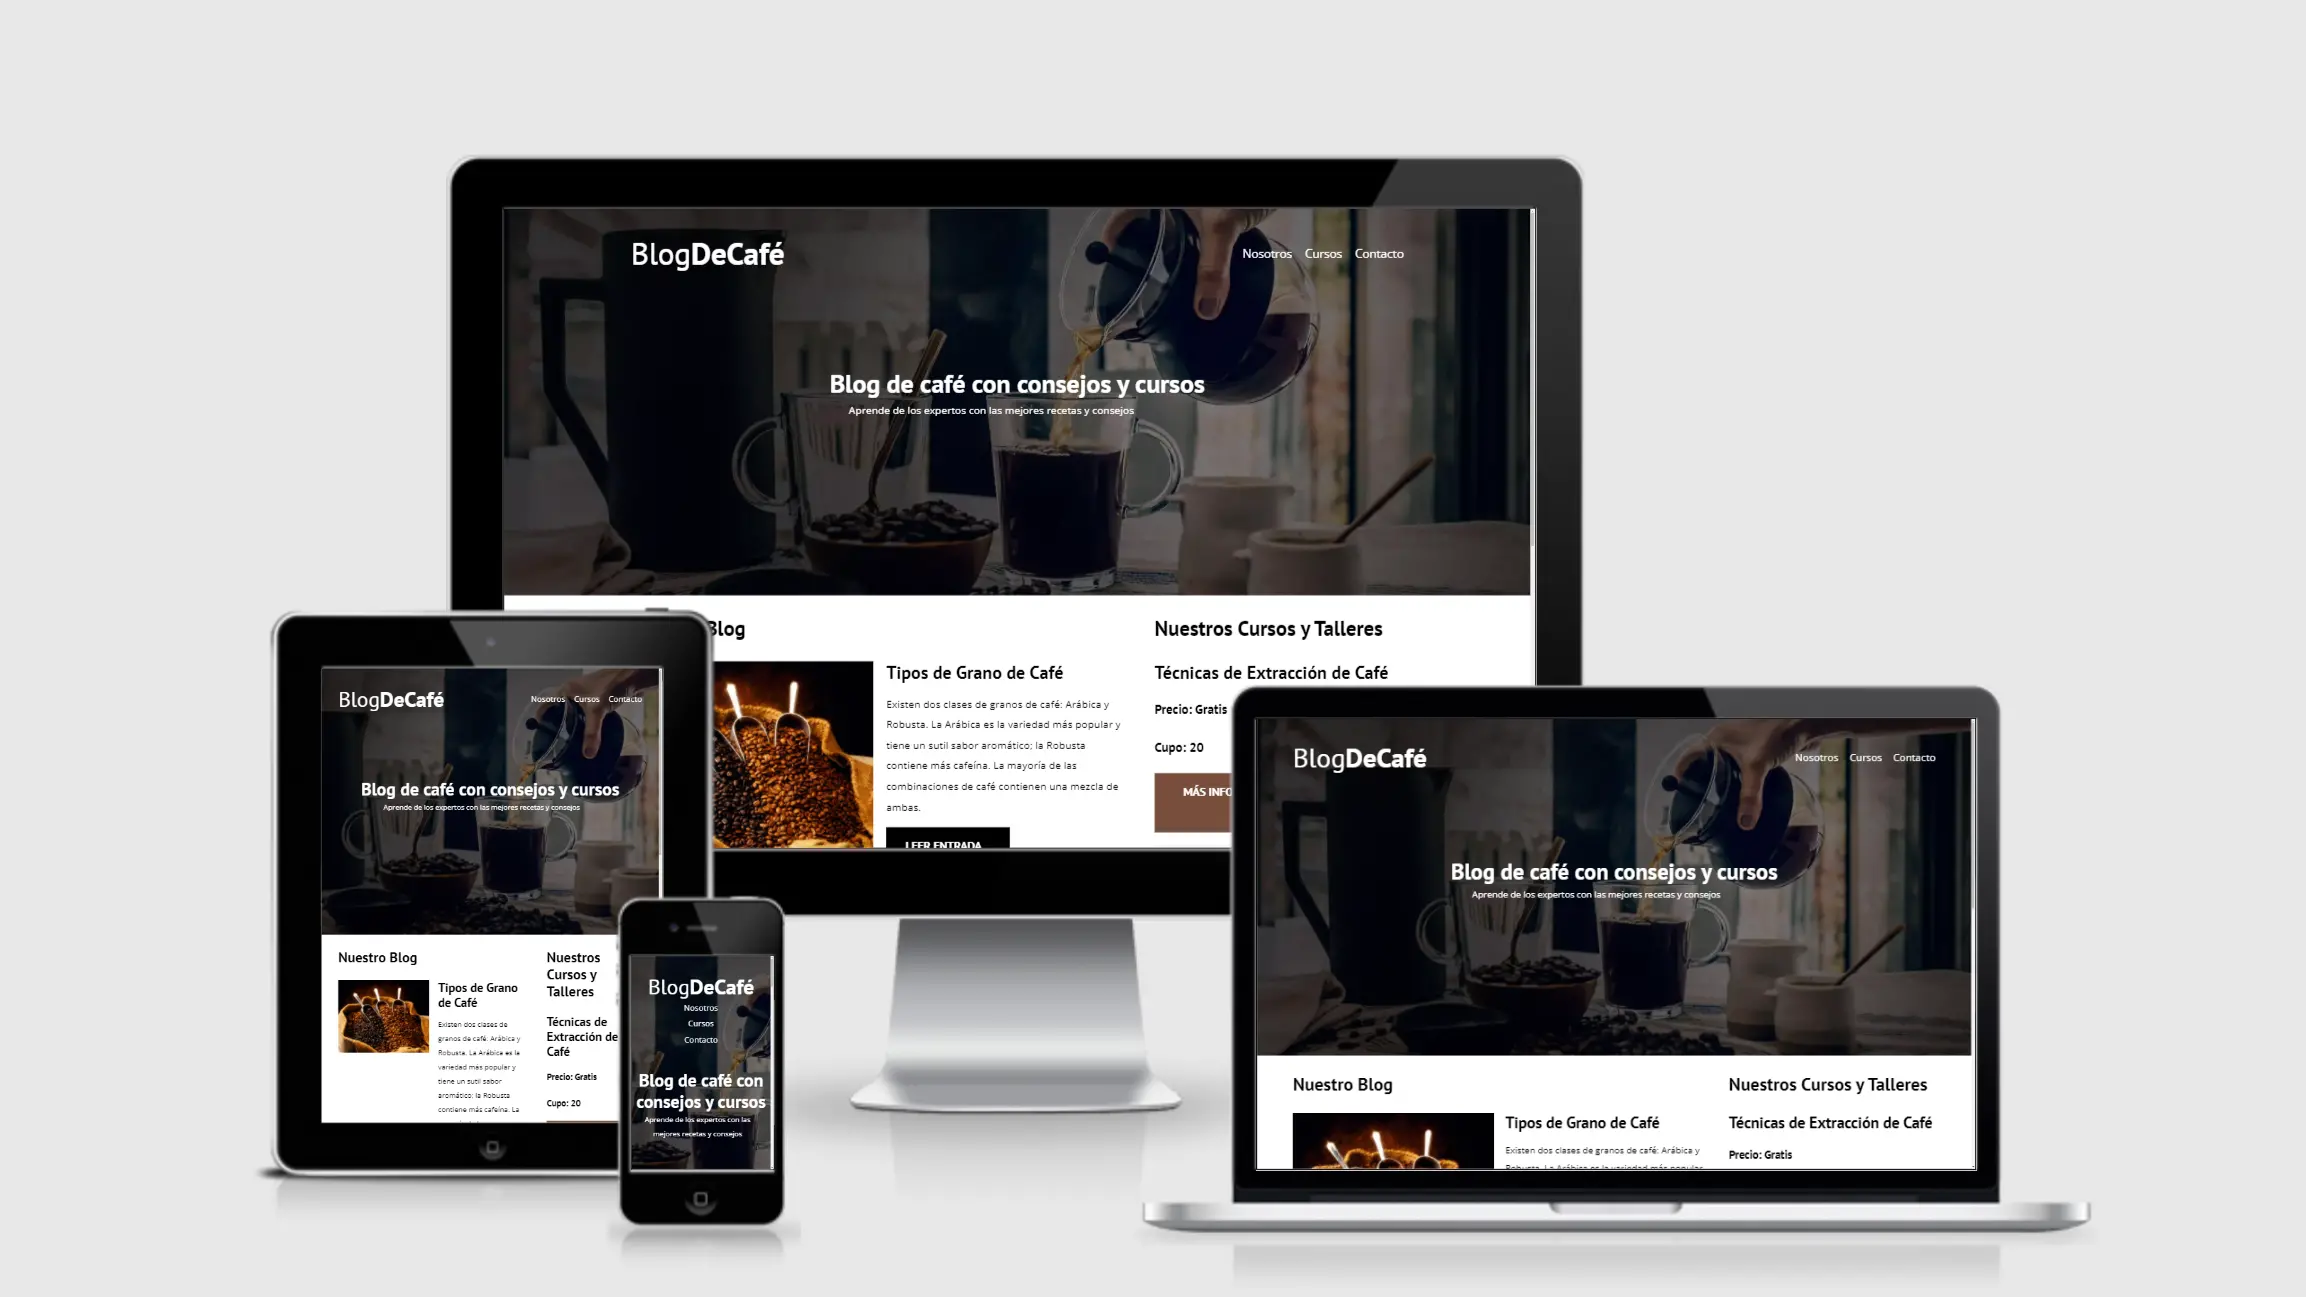 BlogDeCafé
Nosotros Cursos Contacto
Blog de café con consejos y cursos
Aprende de los expertos con las mejores recetas y consejos
Blog
Tipos de Grano de Café
Existen dos clases de granos de café: Arábica y
Robusta. La Arábica es la variedad más popular y
tiene un sutil sabor aromático; la Robusta
contiene más cafeína. La mayoría de las
combinaciones de café contienen una mezcla de
ambas.
LEER ENTRADA
Nuestros Cursos y Talleres
Técnicas de Extracción de Café
Precio: Gratis
Cupo: 20
MÁS INFO
BlogDeCafé
Nosotros Cursos Contacto
Blog de café con consejos y cursos
Aprende de los expertos con las mejores recetas y consejos
Nuestro Blog
Tipos de Grano
de Café
Existen dos clases de
granos de café: Arábica y
Robusta. La Arábica es la
variedad más popular y
tiene un sutil sabor
aromático; la Robusta
contiene más cafeína. La
Nuestros
Cursos y
Talleres
Técnicas de
Extracción de
Café
Precio: Gratis
Cupo: 20
BlogDeCafé
Nosotros
Cursos
Contacto
Blog de café con
consejos y cursos
Aprende de los expertos con las
mejores recetas y consejos
BlogDeCafé
Nosotros Cursos Contacto
Blog de café con consejos y cursos
Aprende de los expertos con las mejores recetas y consejos
Nuestro Blog
Tipos de Grano de Café
Existen dos clases de granos de café: Arábica y
Robusta. La Arábica es la variedad más popular
Nuestros Cursos y Talleres
Técnicas de Extracción de Café
Precio: Gratis